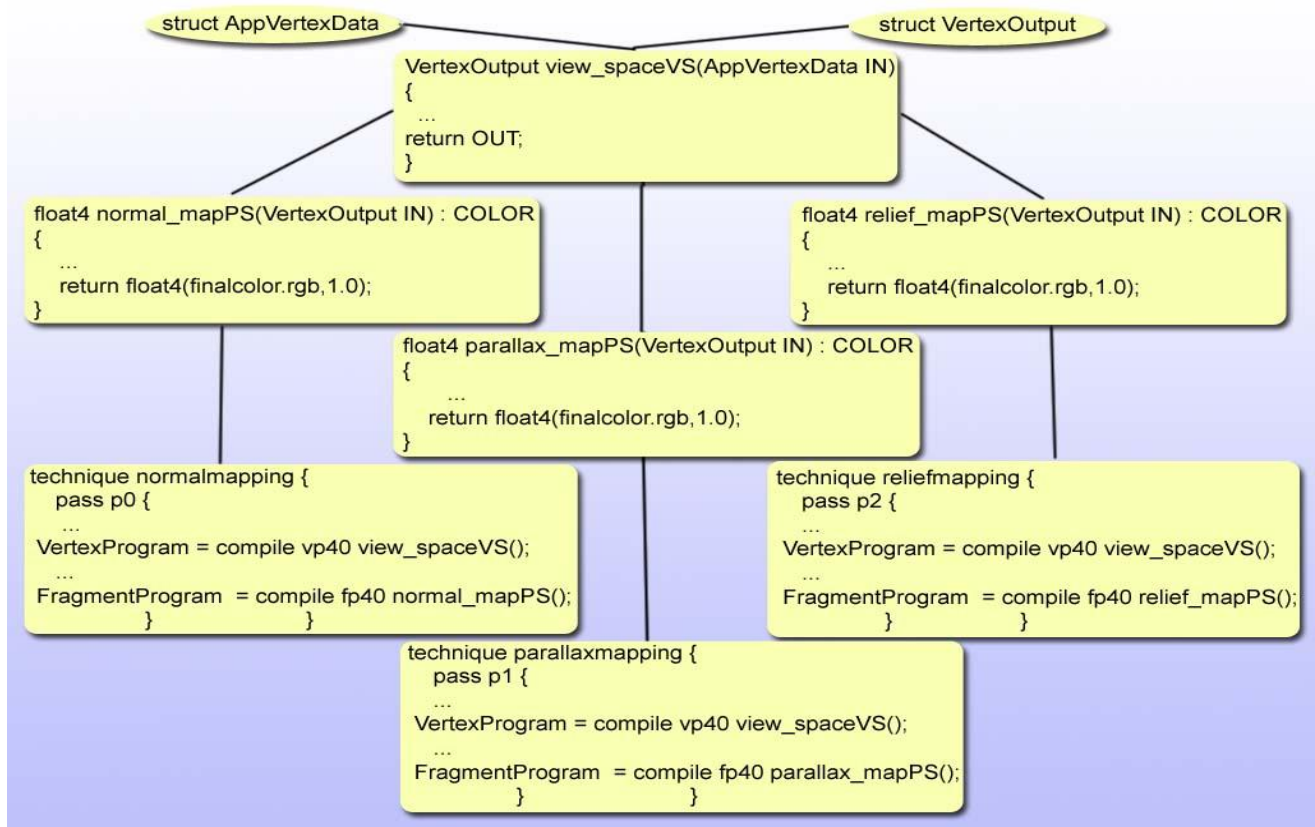 struct AppVertexData
struct VertexOutput
VertexOutput view_spaceVS(AppVertexData IN)
{
...
return OUT;
}
float4 normal_mapPS(VertexOutput IN) : COLOR
{
...
return float4(finalcolor.rgb,1.0);
}
float4 relief_mapPS(VertexOutput IN) : COLOR
{
...
return float4(finalcolor.rgb,1.0);
}
float4 parallax_mapPS(VertexOutput IN) : COLOR
{
...
return float4(finalcolor.rgb,1.0);
}
technique normalmapping {
pass p0 {
...
VertexProgram = compile vp40 view_spaceVS();
...
FragmentProgram = compile fp40 normal_mapPS();
} }
technique reliefmapping {
pass p2 {
...
VertexProgram = compile vp40 view_spaceVS();
...
FragmentProgram = compile fp40 relief_mapPS();
} }
technique parallaxmapping {
pass p1 {
...
VertexProgram = compile vp40 view_spaceVS();
...
FragmentProgram = compile fp40 parallax_mapPS();
} }